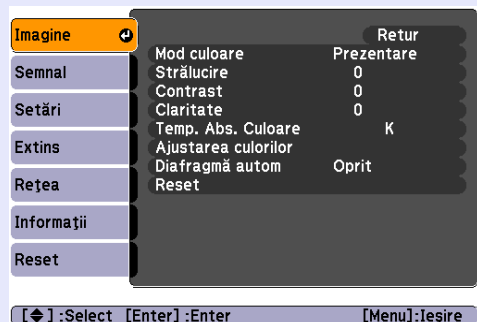 Imagine
Semnal
Setări
Extins
Reţea
Informaţii
Reset
Retur
Mod culoare Prezentare
Strălucire 0
Contrast 0
Claritate 0
Temp. Abs. Culoare K
Ajustarea culorilor
Diafragmă autom Oprit
Reset
[ ] :Select [Enter] :Enter [Menu]:Iesire